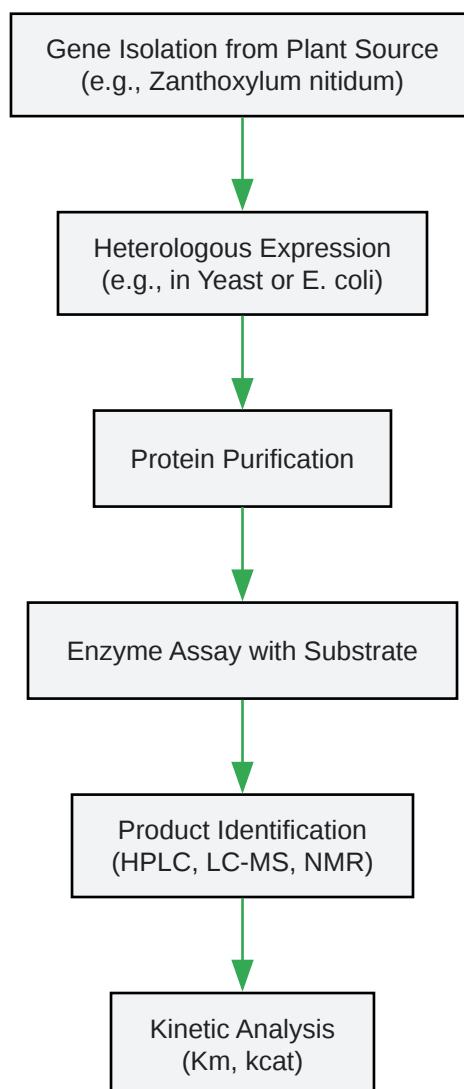 Gene Isolation from Plant Source
(e.g., Zanthoxylum nitidum)
Heterologous Expression
(e.g., in Yeast or E. coli)
Protein Purification
Enzyme Assay with Substrate
Product Identification
(HPLC, LC-MS, NMR)
Kinetic Analysis
(Km, kcat)